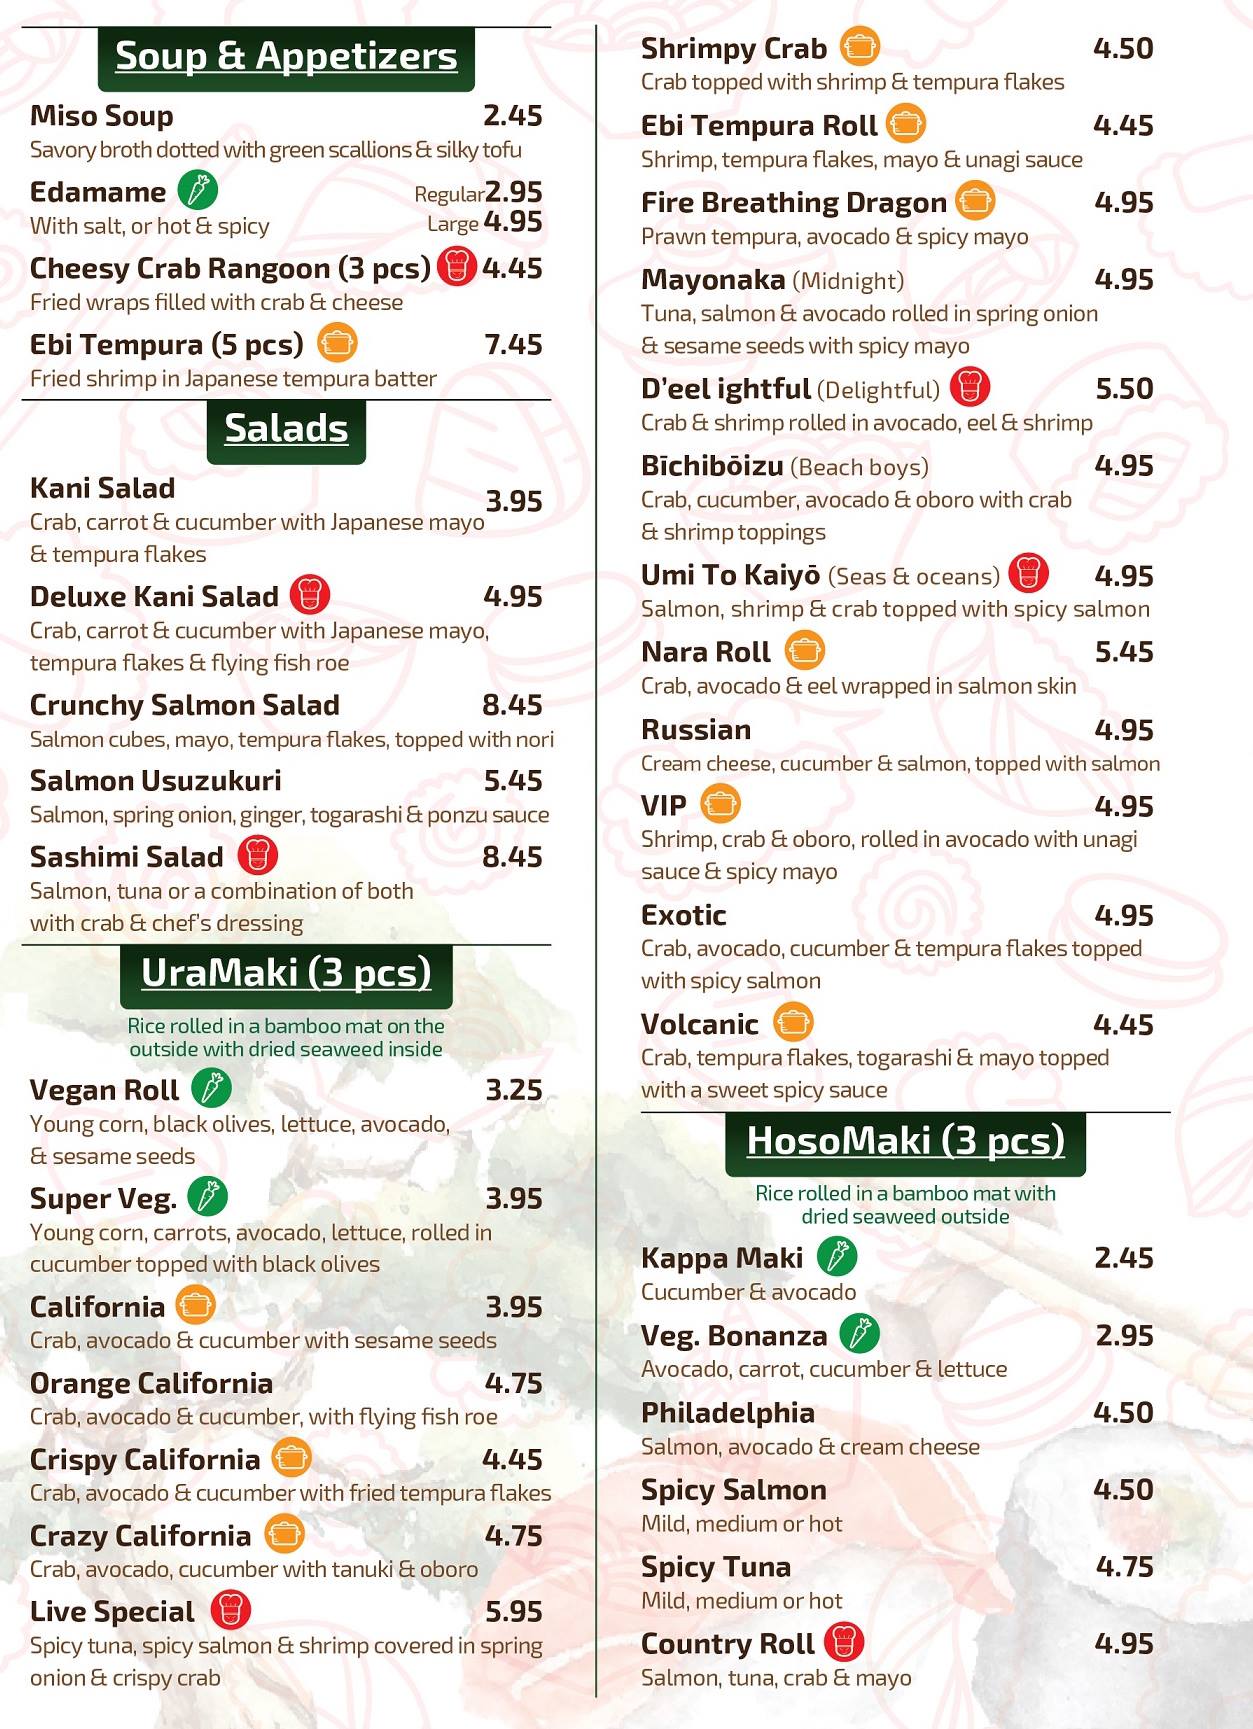 Soup & Appetizers
Miso Soup 2.45
Savory broth dotted with green scallions & silky tofu
Edamame Regular 2.95
With salt, or hot & spicy Large 4.95
Cheesy Crab Rangoon (3 pcs) 4.45
Fried wraps filled with crab & cheese
Ebi Tempura (5 pcs) 7.45
Fried shrimp in Japanese tempura batter
Salads
Kani Salad 3.95
Crab, carrot & cucumber with Japanese mayo
& tempura flakes
Deluxe Kani Salad 4.95
Crab, carrot & cucumber with Japanese mayo,
tempura flakes & flying fish roe
Crunchy Salmon Salad 8.45
Salmon cubes, mayo, tempura flakes, topped with nori
Salmon Usuzukuri 5.45
Salmon, spring onion, ginger, togarashi & ponzu sauce
Sashimi Salad 8.45
Salmon, tuna or a combination of both
with crab & chef's dressing
UraMaki (3 pcs)
Rice rolled in a bamboo mat on the
outside with dried seaweed inside
Vegan Roll 3.25
Young corn, black olives, lettuce, avocado,
& sesame seeds
Super Veg. 3.95
Young corn, carrots, avocado, lettuce, rolled in
cucumber topped with black olives
California 3.95
Crab, avocado & cucumber with sesame seeds
Orange California 4.75
Crab, avocado & cucumber, with flying fish roe
Crispy California 4.45
Crab, avocado & cucumber with fried tempura flakes
Crazy California 4.75
Crab, avocado, cucumber with tanuki & oboro
Live Special 5.95
Spicy tuna, spicy salmon & shrimp covered in spring
onion & crispy crab
Shrimpy Crab 4.50
Crab topped with shrimp & tempura flakes
Ebi Tempura Roll 4.45
Shrimp, tempura flakes, mayo & unagi sauce
Fire Breathing Dragon 4.95
Prawn tempura, avocado & spicy mayo
Mayonaka (Midnight) 4.95
Tuna, salmon & avocado rolled in spring onion
& sesame seeds with spicy mayo
D'eel ightful (Delightful) 5.50
Crab & shrimp rolled in avocado, eel & shrimp
Bīchibōizu (Beach boys) 4.95
Crab, cucumber, avocado & oboro with crab
& shrimp toppings
Umi To Kaiyō (Seas & oceans) 4.95
Salmon, shrimp & crab topped with spicy salmon
Nara Roll 5.45
Crab, avocado & eel wrapped in salmon skin
Russian 4.95
Cream cheese, cucumber & salmon, topped with salmon
VIP 4.95
Shrimp, crab & oboro, rolled in avocado with unagi
sauce & spicy mayo
Exotic 4.95
Crab, avocado, cucumber & tempura flakes topped
with spicy salmon
Volcanic 4.45
Crab, tempura flakes, togarashi & mayo topped
with a sweet spicy sauce
HosoMaki (3 pcs)
Rice rolled in a bamboo mat with
dried seaweed outside
Kappa Maki 2.45
Cucumber & avocado
Veg. Bonanza 2.95
Avocado, carrot, cucumber & lettuce
Philadelphia 4.50
Salmon, avocado & cream cheese
Spicy Salmon 4.50
Mild, medium or hot
Spicy Tuna 4.75
Mild, medium or hot
Country Roll 4.95
Salmon, tuna, crab & mayo